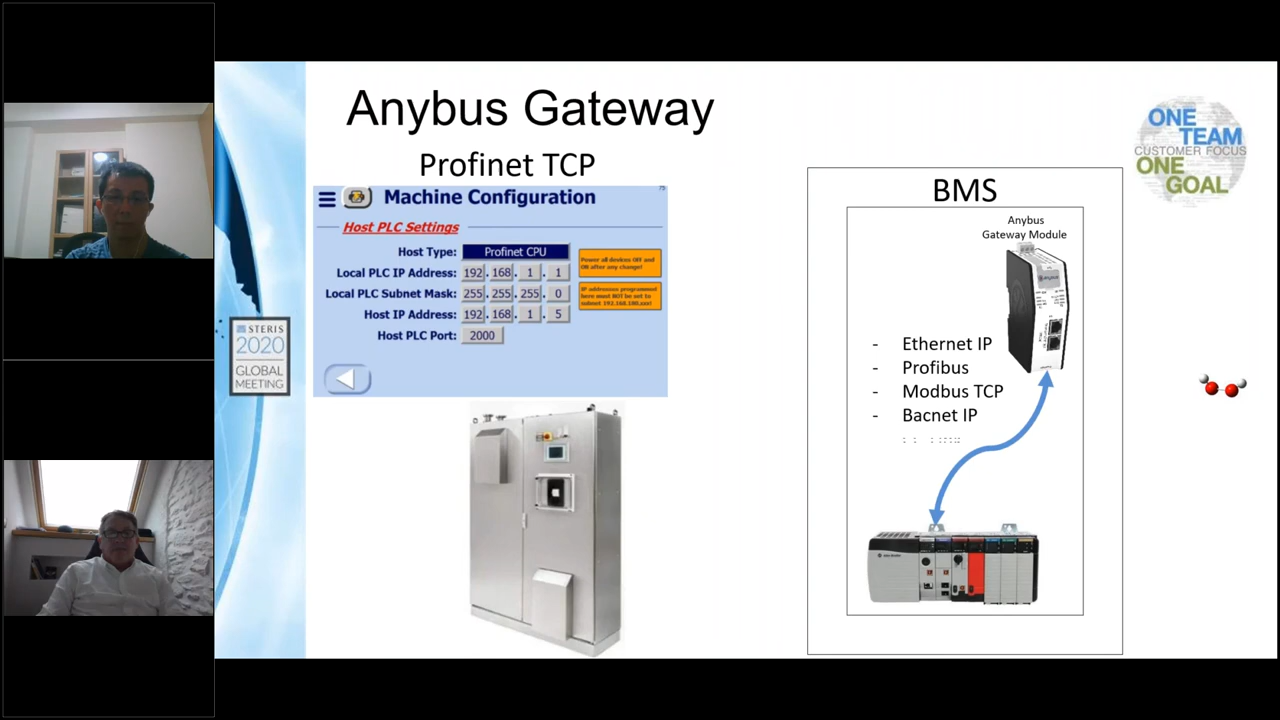 Anybus Gateway
Profinet TCP
75
Machine Configuration
Host PLC Settings
Host Type: Profinet CPU
Local PLC IP Address: 192 . 168 . 1 . 1
Local PLC Subnet Mask: 255 . 255 . 255 . 0
Host IP Address: 192 . 168 . 1 . 5
Host PLC Port: 2000
Power all devices OFF and
ON after any change!
IP addresses programmed
here must NOT be set to
subnet 192.168.100.xxx!
STERIS
2020
GLOBAL
MEETING
BMS
Anybus
Gateway Module
- Ethernet IP
- Profibus
- Modbus TCP
- Bacnet IP
ONE
TEAM
CUSTOMER FOCUS
ONE
GOAL